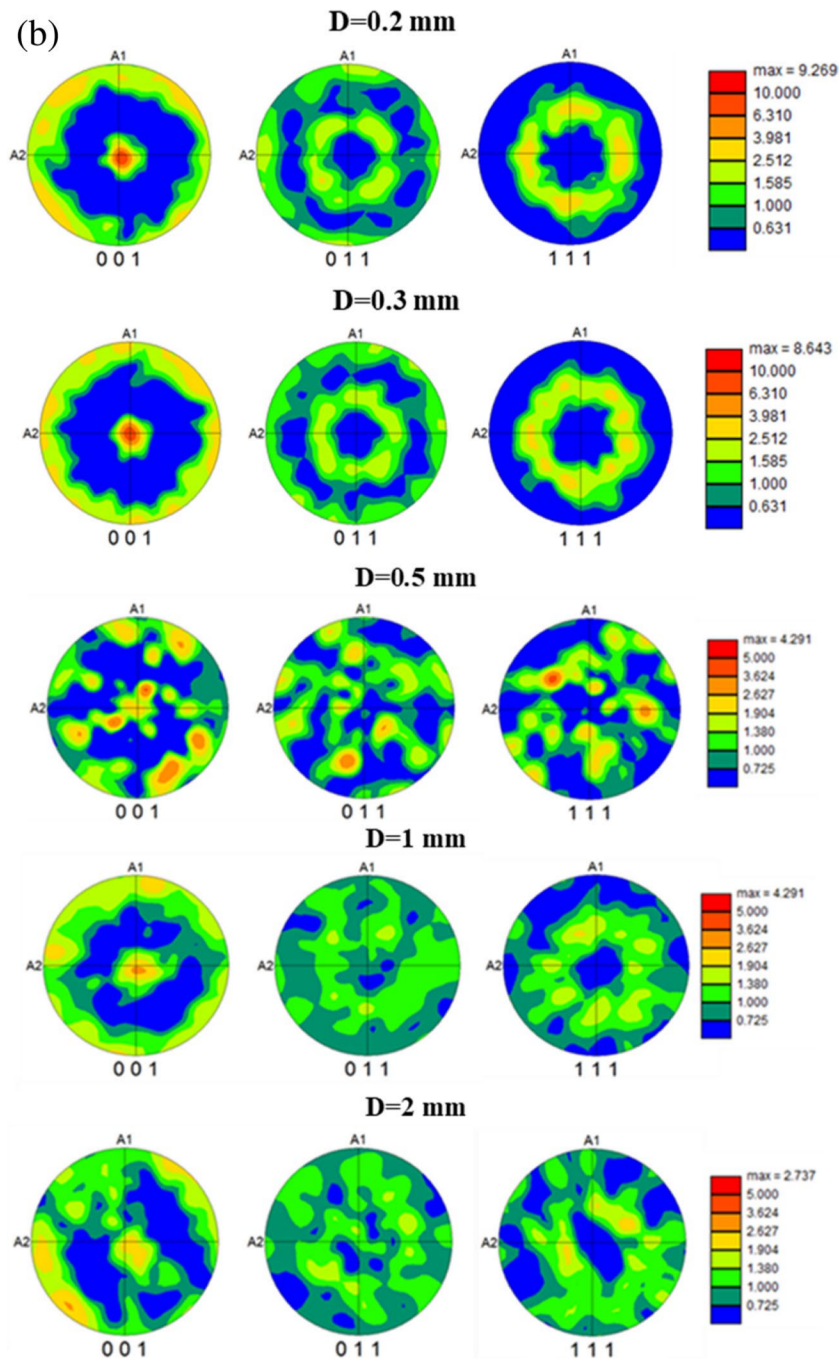 (b)
D=0.2 mm
A1 A1 A1
A2 A2 A2
0 0 1 0 1 1 1 1 1
max = 9.269
10.000
6.310
3.981
2.512
1.585
1.000
0.631
D=0.3 mm
A1 A1 A1
A2 A2 A2
0 0 1 0 1 1 1 1 1
max = 8.643
10.000
6.310
3.981
2.512
1.585
1.000
0.631
D=0.5 mm
A1 A1 A1
A2 A2 A2
0 0 1 0 1 1 1 1 1
max = 4.291
5.000
3.624
2.627
1.904
1.380
1.000
0.725
D=1 mm
A1 A1 A1
A2 A2 A2
0 0 1 0 1 1 1 1 1
max = 4.291
5.000
3.624
2.627
1.904
1.380
1.000
0.725
D=2 mm
A1 A1 A1
A2 A2 A2
0 0 1 0 1 1 1 1 1
max = 2.737
5.000
3.624
2.627
1.904
1.380
1.000
0.725